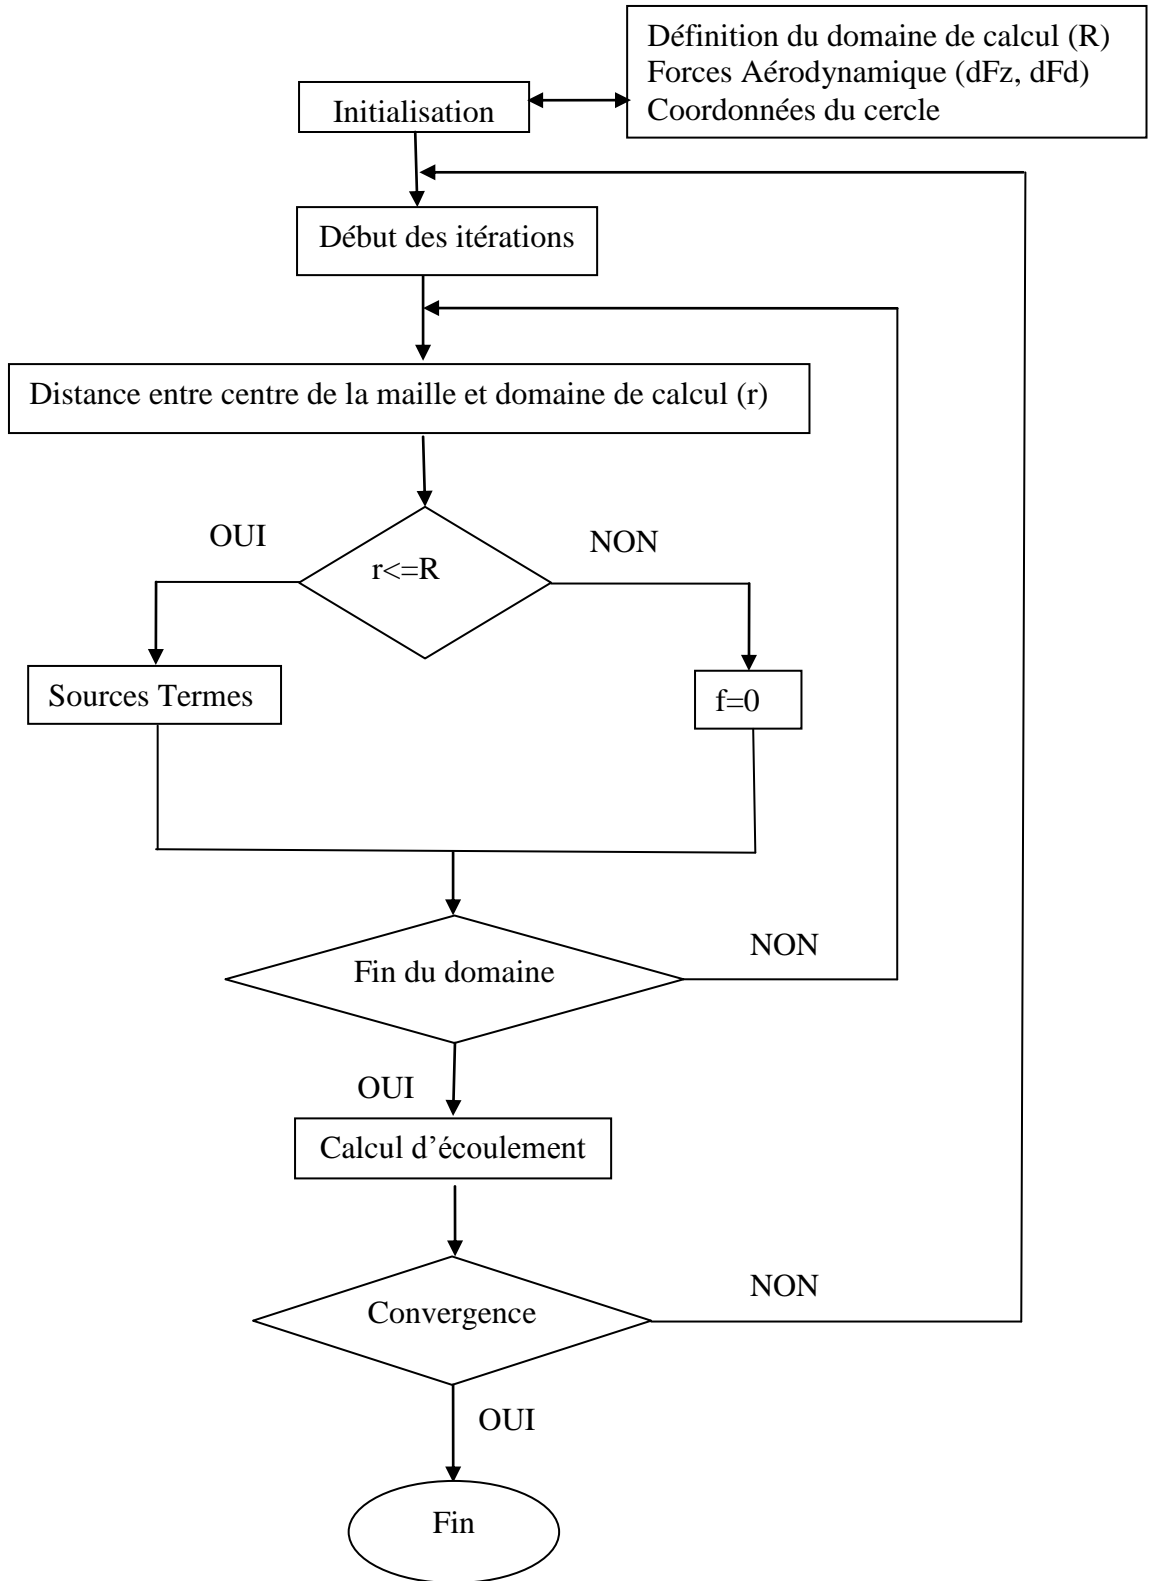 Définition du domaine de calcul (R)
Forces Aérodynamique (dFz, dFd)
Coordonnées du cercle
Initialisation
Début des itérations
Distance entre centre de la maille et domaine de calcul (r)
OUI
NON
r<=R
Sources Termes
f=0
NON
Fin du domaine
OUI
Calcul d’écoulement
NON
Convergence
OUI
Fin